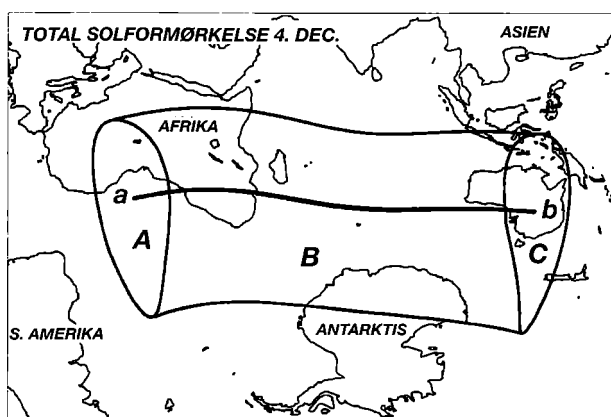 TOTAL SOLFORMØRKELSE 4. DEC.
ASIEN
AFRIKA
a
b
A
B
C
S. AMERIKA
ANTARKTIS